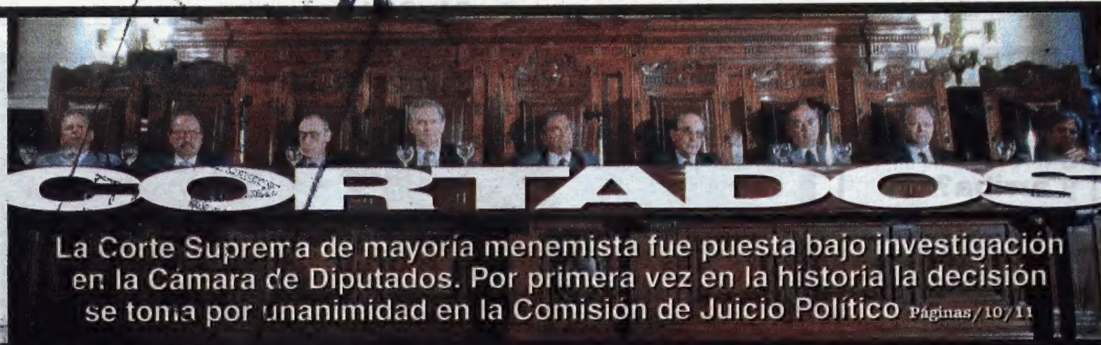 CORTADOS
La Corte Suprema de mayoría menemista fue puesta bajo investigación
en la Cámara de Diputados. Por primera vez en la historia la decisión
se toma por unanimidad en la Comisión de Juicio Político Páginas/10/11